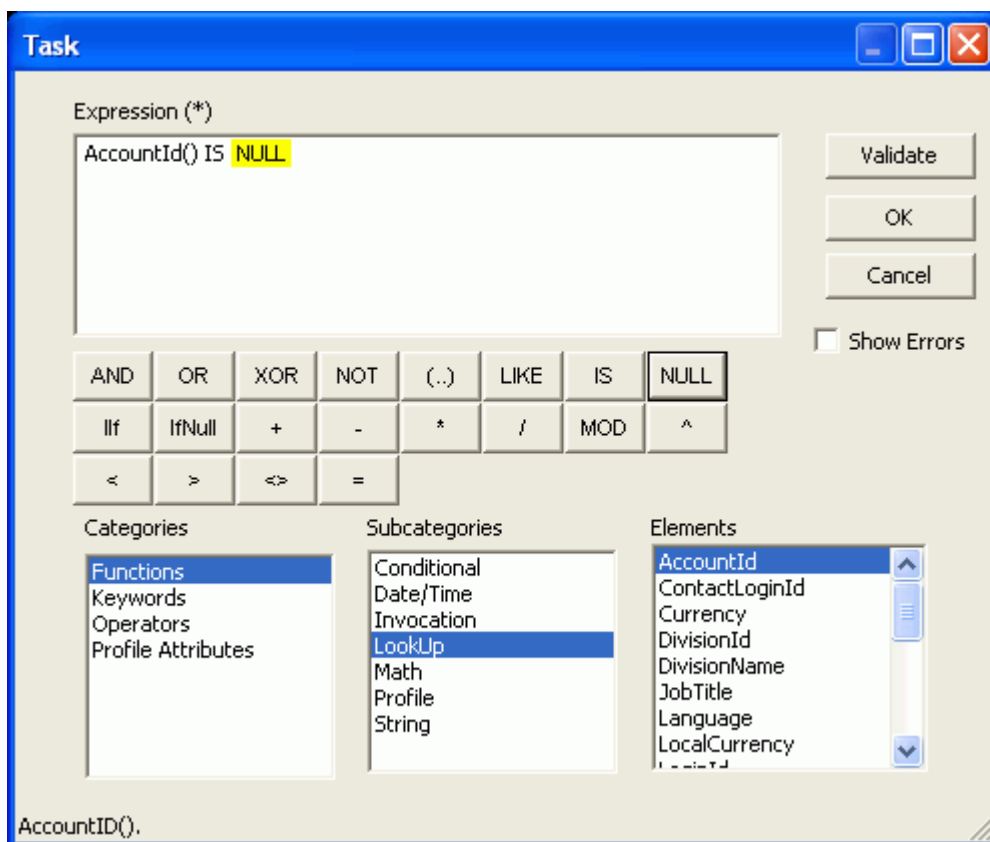 Task
Expression (*)
AccountId() IS NULL
Validate
OK
Cancel
Show Errors
AND OR XOR NOT (..) LIKE IS NULL
IIf IfNull + - * / MOD ^
< > <> =
Categories Subcategories Elements
Functions
Keywords
Operators
Profile Attributes
Conditional
Date/Time
Invocation
LookUp
Math
Profile
String
AccountId
ContactLoginId
Currency
DivisionId
DivisionName
JobTitle
Language
LocalCurrency
AccountID().